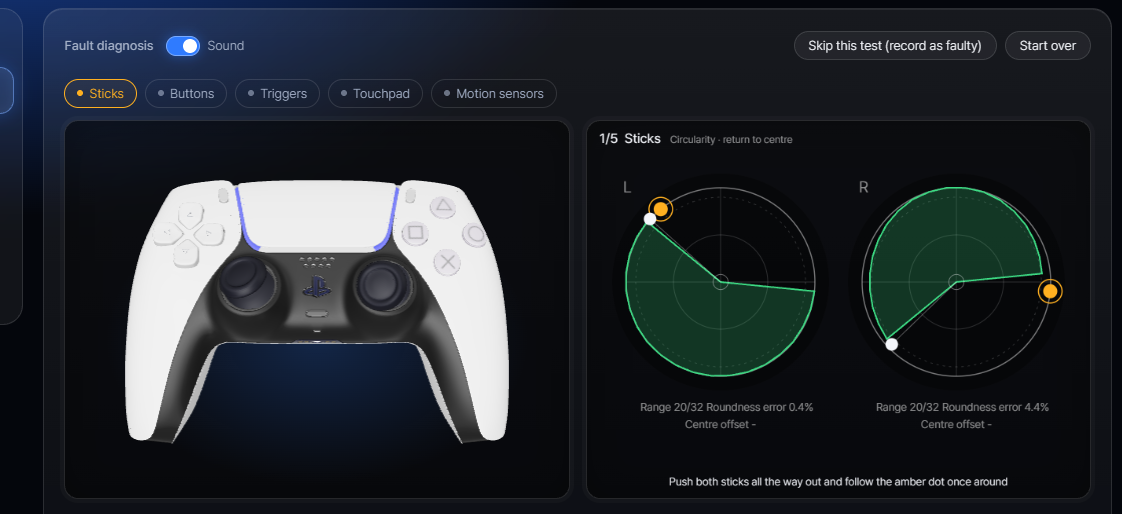 Fault diagnosis Sound Skip this test (record as faulty) Start over
Sticks Buttons Triggers Touchpad Motion sensors
1/5 Sticks Circularity · return to centre
L R
Range 20/32 Roundness error 0.4% Range 20/32 Roundness error 4.4%
Centre offset - Centre offset -
Push both sticks all the way out and follow the amber dot once around